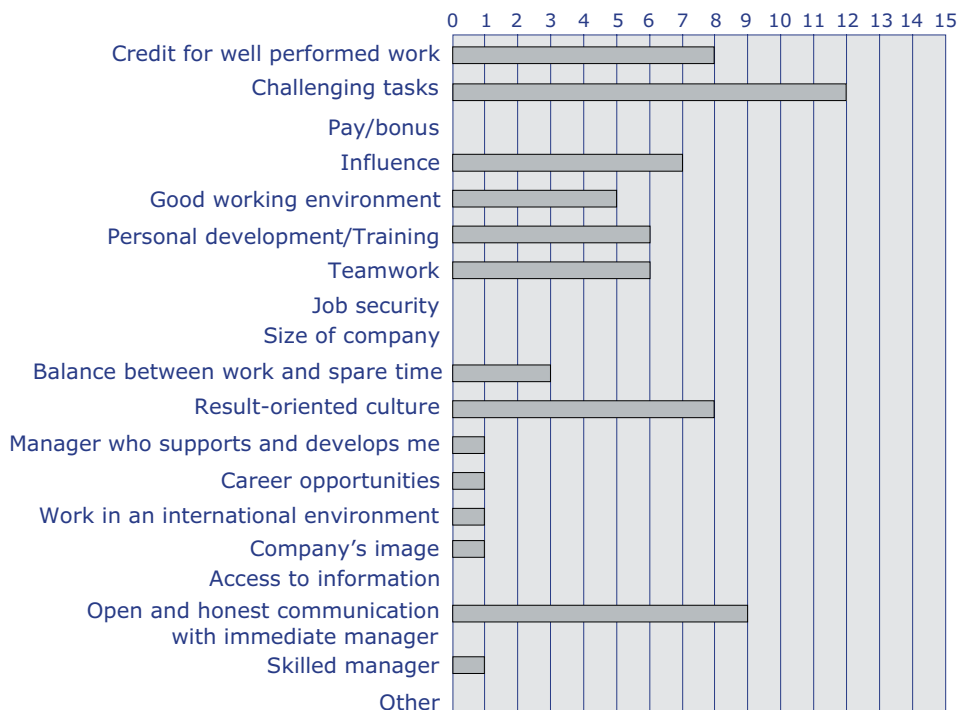 0 1 2 3 4 5 6 7 8 9 10 11 12 13 14 15
Credit for well performed work
Challenging tasks
Pay/bonus
Influence
Good working environment
Personal development/Training
Teamwork
Job security
Size of company
Balance between work and spare time
Result-oriented culture
Manager who supports and develops me
Career opportunities
Work in an international environment
Company’s image
Access to information
Open and honest communication
with immediate manager
Skilled manager
Other